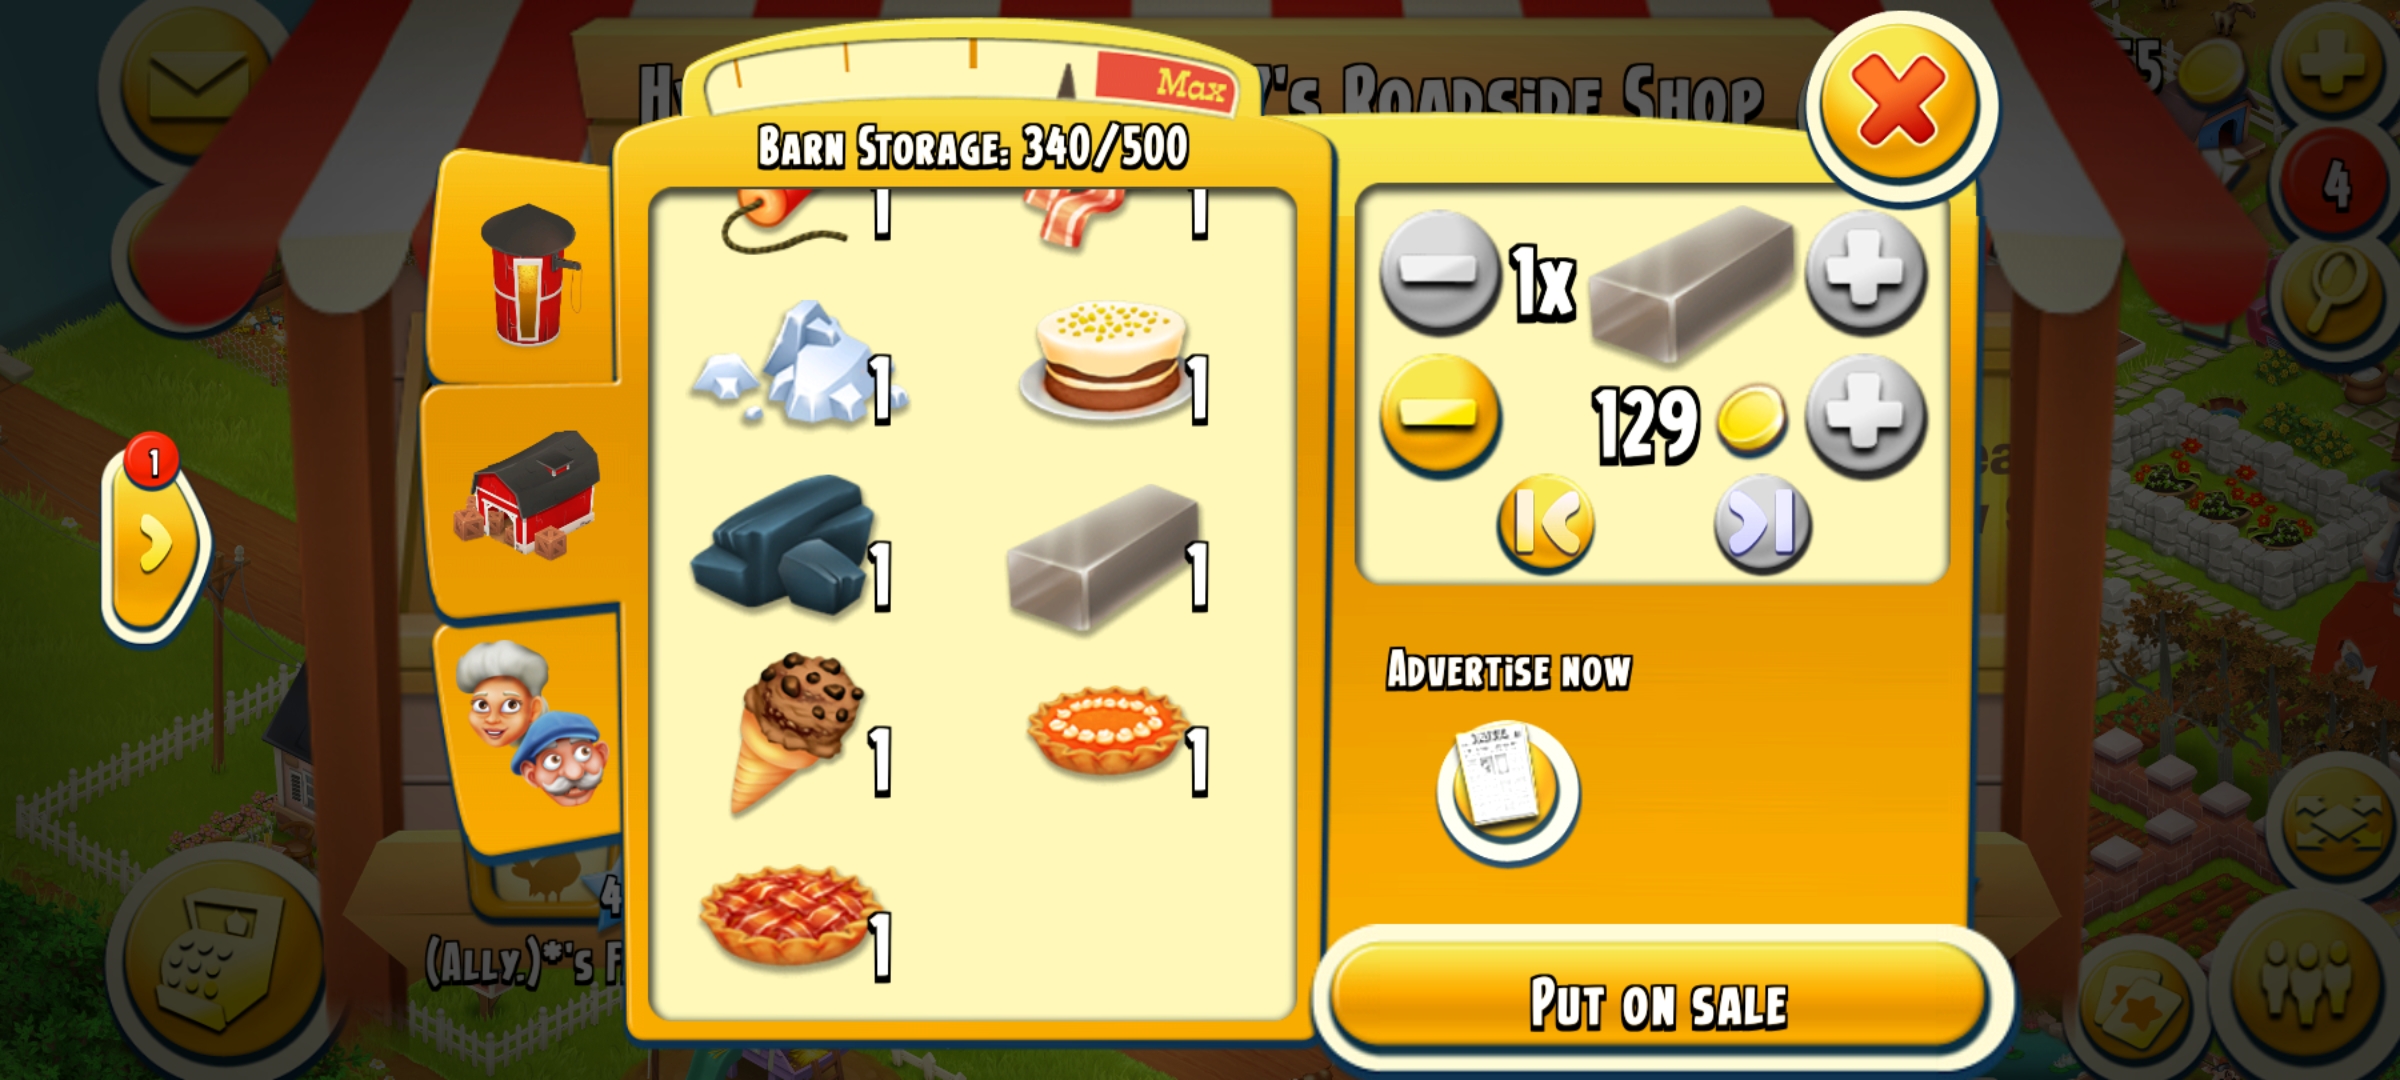 Max
's Roadside Shop
Barn Storage: 340/500
1 1
1x
1 1
129
1 1
1 1
1
Advertise now
Put on sale
(Ally.)*'s F
4
1
4